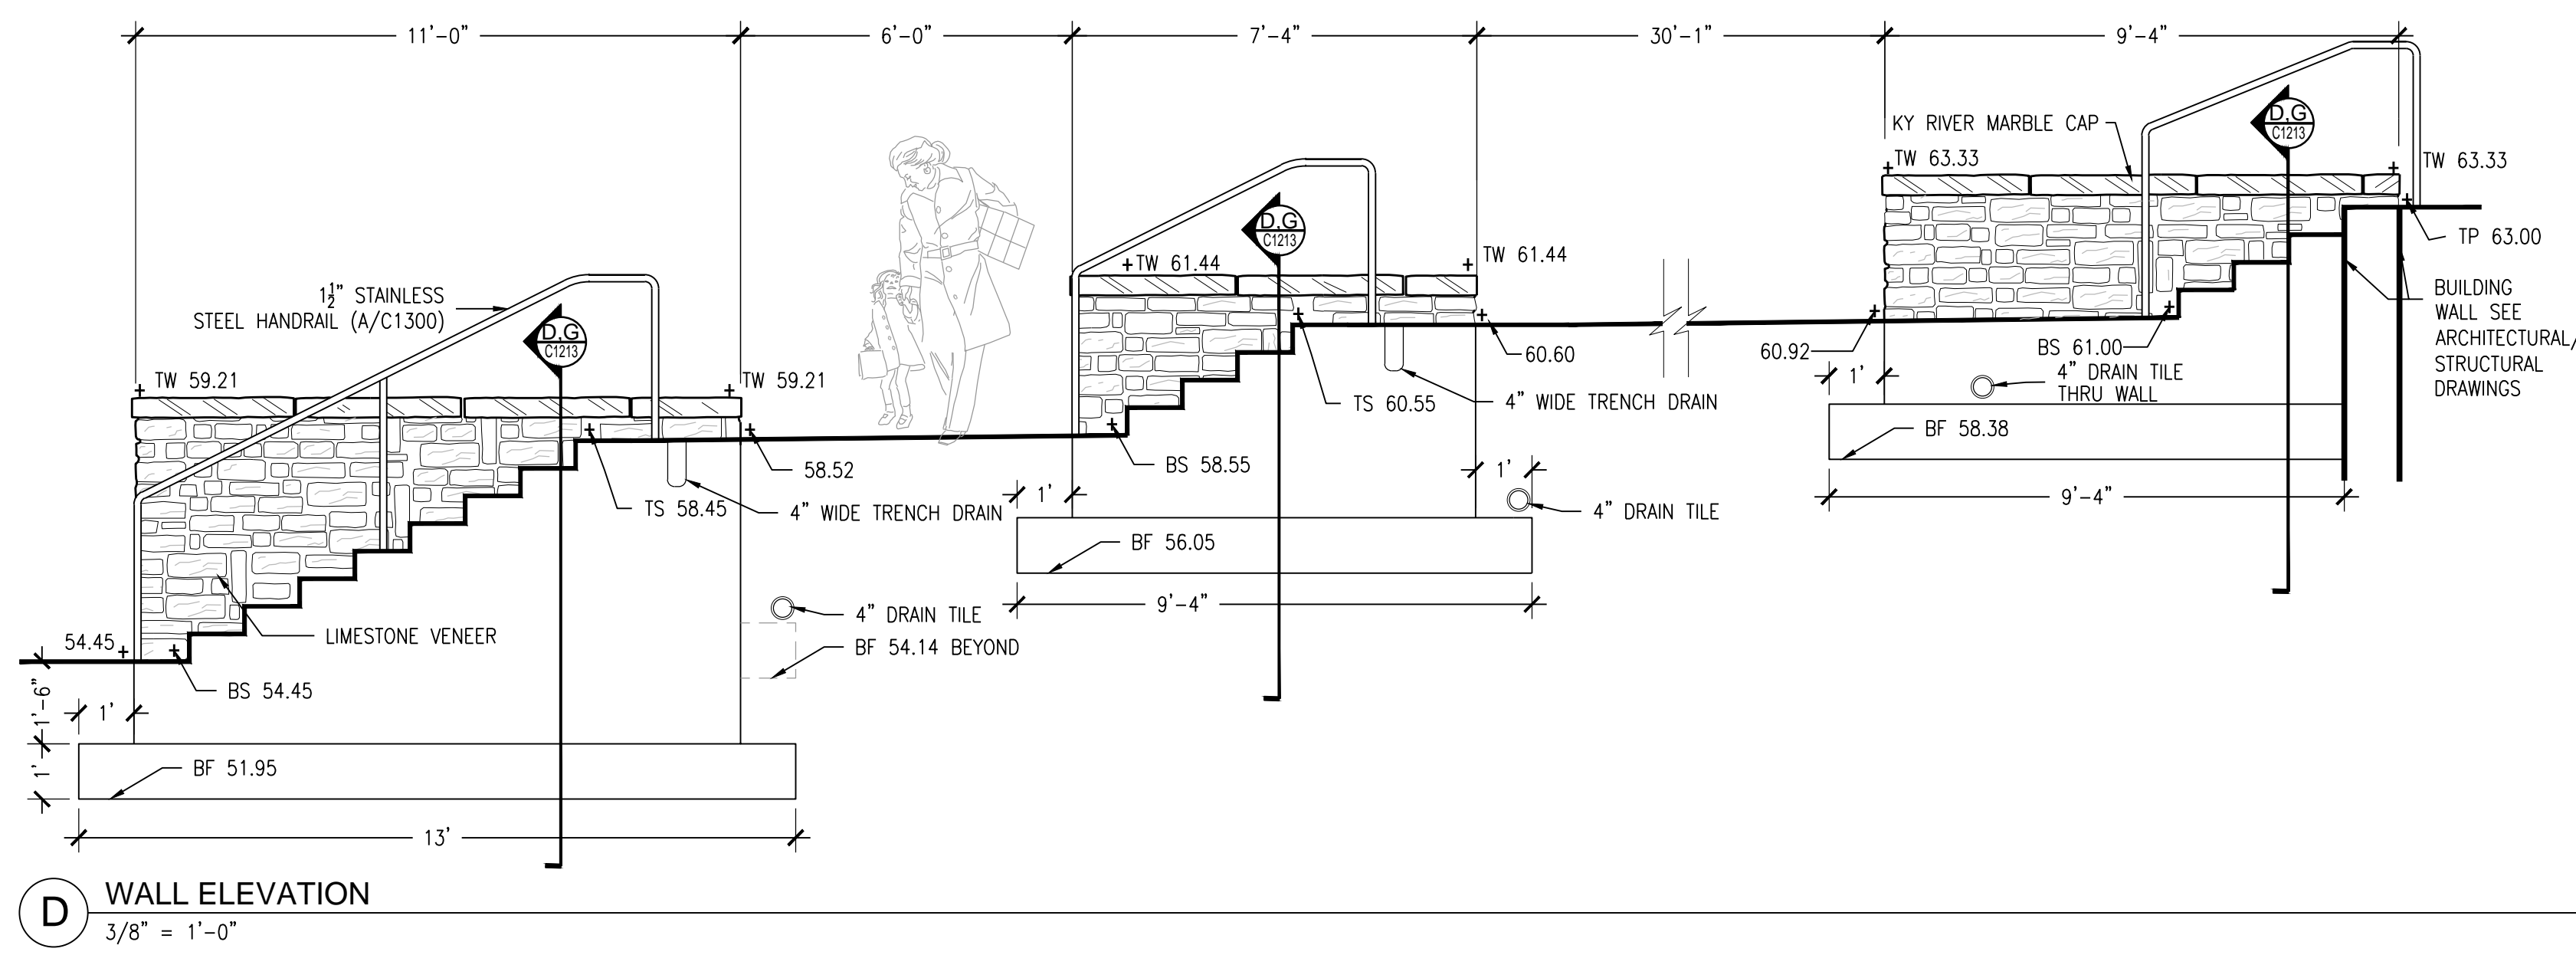 11'-0"
6'-0"
7'-4"
30'-1"
9'-4"
D,G
C1213
KY RIVER MARBLE CAP
TW 63.33
TW 63.33
D,G
C1213
TW 61.44
TW 61.44
TP 63.00
1½" STAINLESS
STEEL HANDRAIL (A/C1300)
D,G
C1213
BUILDING
WALL SEE
ARCHITECTURAL/
STRUCTURAL
DRAWINGS
TW 59.21
TW 59.21
60.60
60.92
BS 61.00
1'
4" DRAIN TILE
THRU WALL
TS 60.55
4" WIDE TRENCH DRAIN
BF 58.38
58.52
BS 58.55
1'
1'
9'-4"
TS 58.45
4" WIDE TRENCH DRAIN
4" DRAIN TILE
BF 56.05
9'-4"
4" DRAIN TILE
BF 54.14 BEYOND
LIMESTONE VENEER
54.45
BS 54.45
1'-6"
1'
1'
BF 51.95
13'
D
WALL ELEVATION
3/8" = 1'-0"